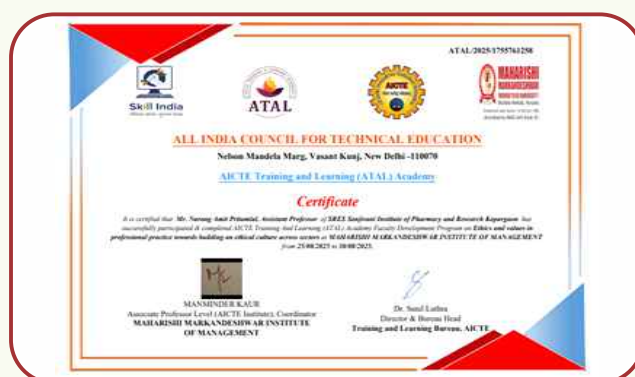 ATAL/2025/1755761258
Skill India
ATAL
AICTE
MAHARISHI
MARKANDESHWAR
ALL INDIA COUNCIL FOR TECHNICAL EDUCATION
Nelson Mandela Marg, Vasant Kunj, New Delhi -110070
AICTE Training and Learning (ATAL) Academy
Certificate
It is certified that Mr. Narang Amit Pritamlal, Assistant Professor of SRES Sanjivani Institute of Pharmacy and Research Kopargaon has
successfully participated & completed AICTE Training And Learning (ATAL) Academy Faculty Development Program on Ethics and values in
professional practice towards building an ethical culture across sectors at MAHARISHI MARKANDESHWAR INSTITUTE OF MANAGEMENT
from 25/08/2025 to 30/08/2025.
MANMINDER KAUR
Associate Professor Level (AICTE Institute), Coordinator
MAHARISHI MARKANDESHWAR INSTITUTE
OF MANAGEMENT
Dr. Sunil Luthra
Director & Bureau Head
Training and Learning Bureau, AICTE